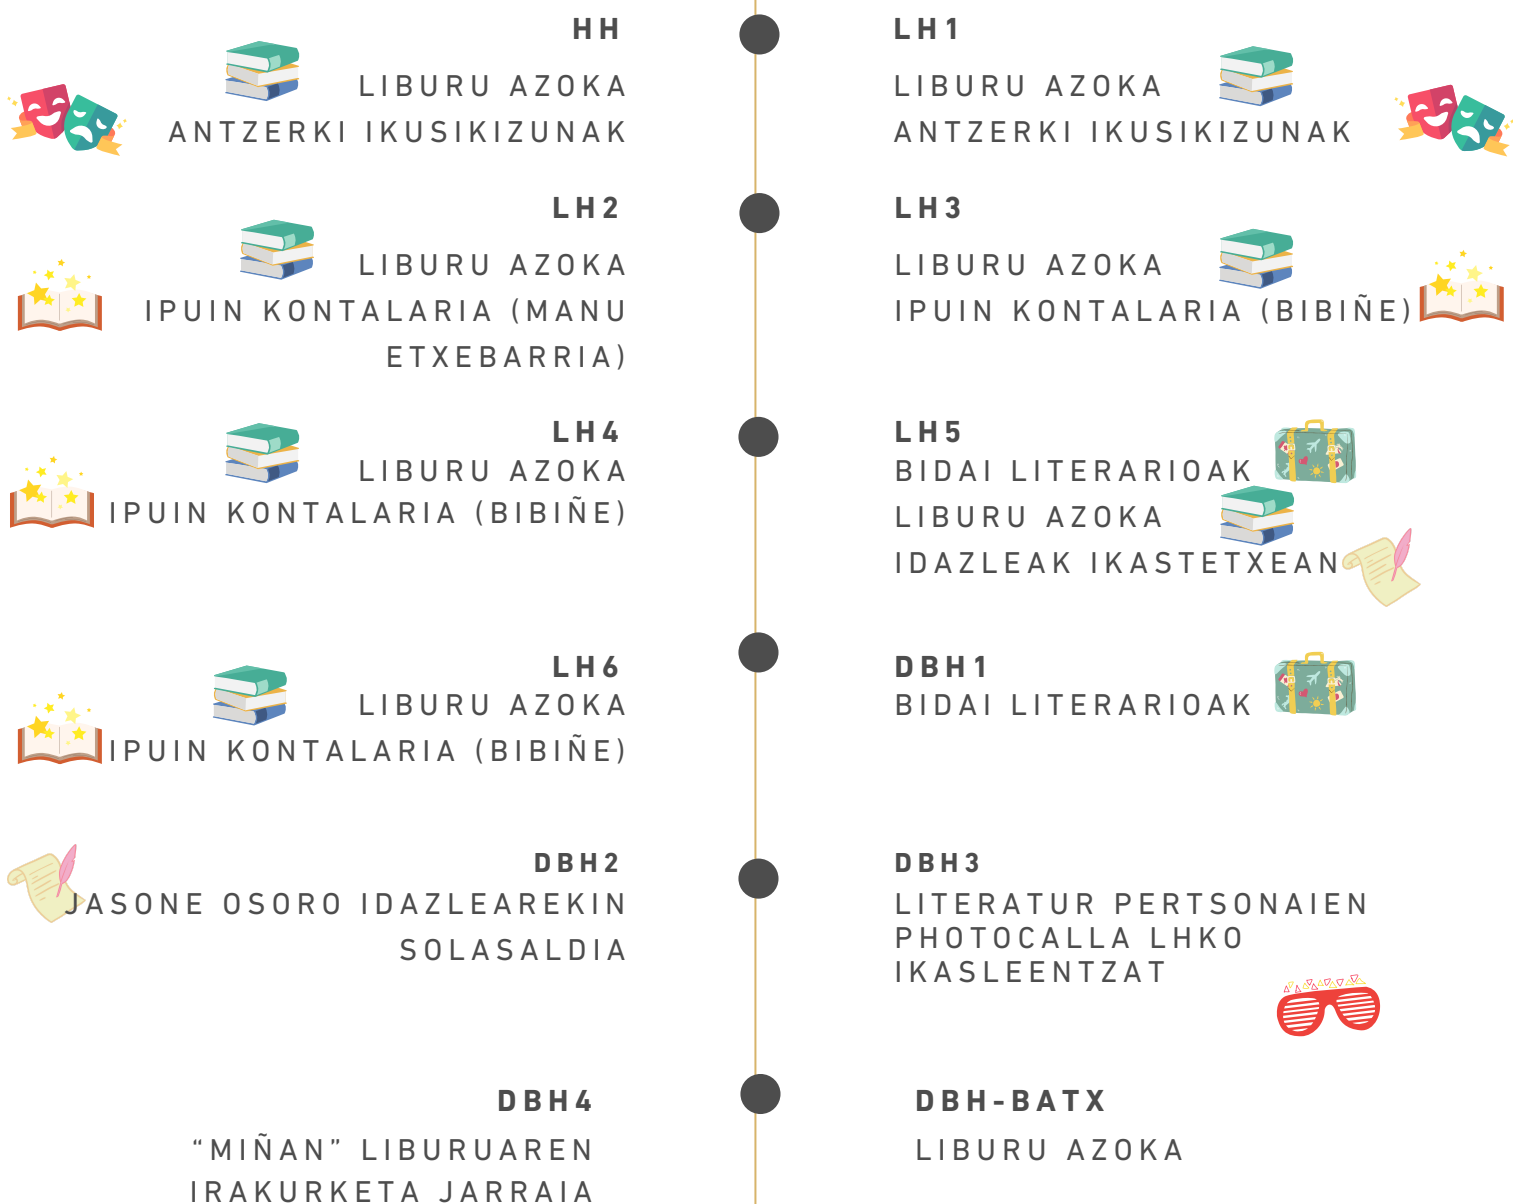 HH
LIBURU AZOKA
ANTZERKI IKUSIKIZUNAK
LH1
LIBURU AZOKA
ANTZERKI IKUSIKIZUNAK
LH2
LIBURU AZOKA
IPUIN KONTALARIA (MANU
ETXEBARRIA)
LH3
LIBURU AZOKA
IPUIN KONTALARIA (BIBIÑE)
LH4
LIBURU AZOKA
IPUIN KONTALARIA (BIBIÑE)
LH5
BIDAI LITERARIOAK
LIBURU AZOKA
IDAZLEAK IKASTETXEAN
LH6
LIBURU AZOKA
IPUIN KONTALARIA (BIBIÑE)
DBH1
BIDAI LITERARIOAK
DBH2
JASONE OSORO IDAZLEAREKIN
SOLASALDIA
DBH3
LITERATUR PERTSONAIEN
PHOTOCALLA LHKO
IKASLEENTZAT
DBH4
“MIÑAN” LIBURUAREN
IRAKURKETA JARRAIA
DBH-BATX
LIBURU AZOKA